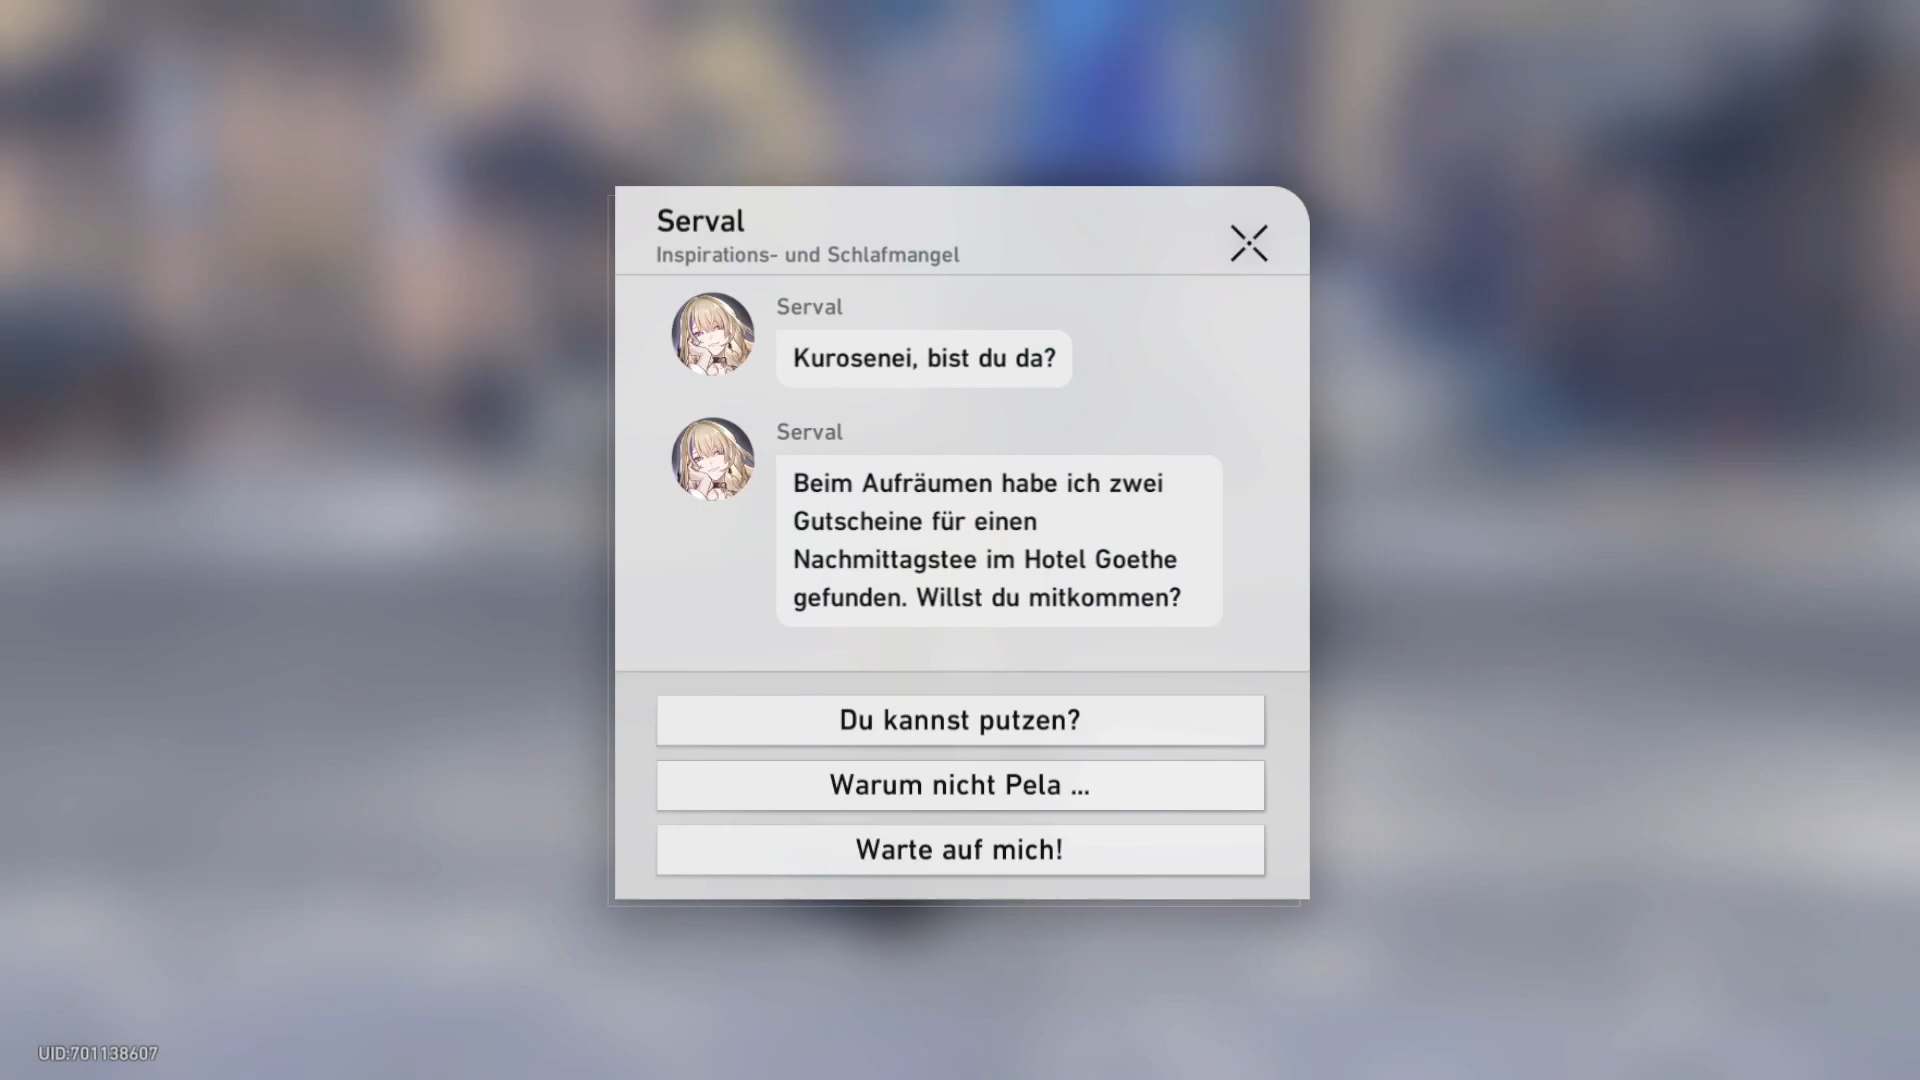 Serval
Inspirations- und Schlafmangel
Serval
Kurosenei, bist du da?
Serval
Beim Aufräumen habe ich zwei
Gutscheine für einen
Nachmittagstee im Hotel Goethe
gefunden. Willst du mitkommen?
Du kannst putzen?
Warum nicht Pela ...
Warte auf mich!
UID:701138607